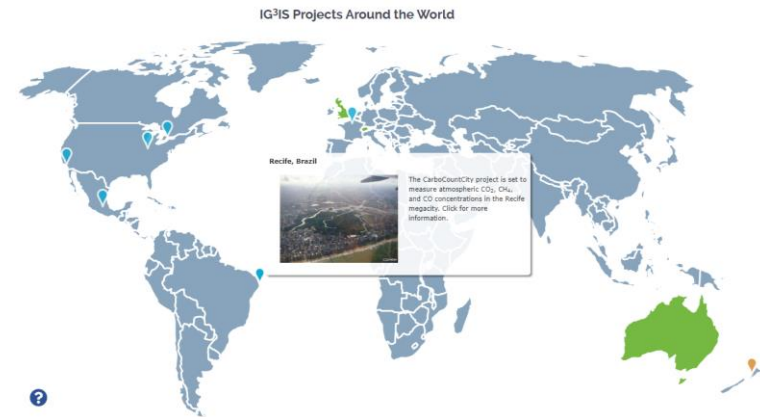 IG³IS Projects Around the World
Recife, Brazil
The CarboCountCity project is set to
measure atmospheric CO₂, CH₄,
and CO concentrations in the Recife
megacity. Click for more
information.
?